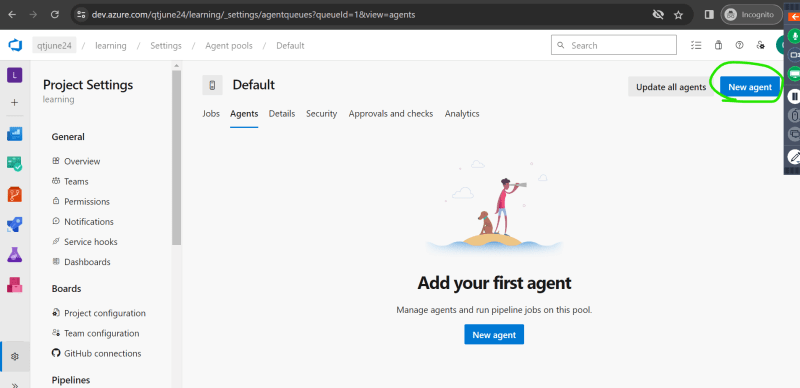 dev.azure.com/qtjune24/learning/_settings/agentqueues?queueId=1&view=agents
Incognito
qtjune24 / learning / Settings / Agent pools / Default
Search
L
Project Settings
learning
General
Overview
Teams
Permissions
Notifications
Service hooks
Dashboards
Boards
Project configuration
Team configuration
GitHub connections
Pipelines
Default
Update all agents
New agent
Jobs
Agents
Details
Security
Approvals and checks
Analytics
Add your first agent
Manage agents and run pipeline jobs on this pool.
New agent